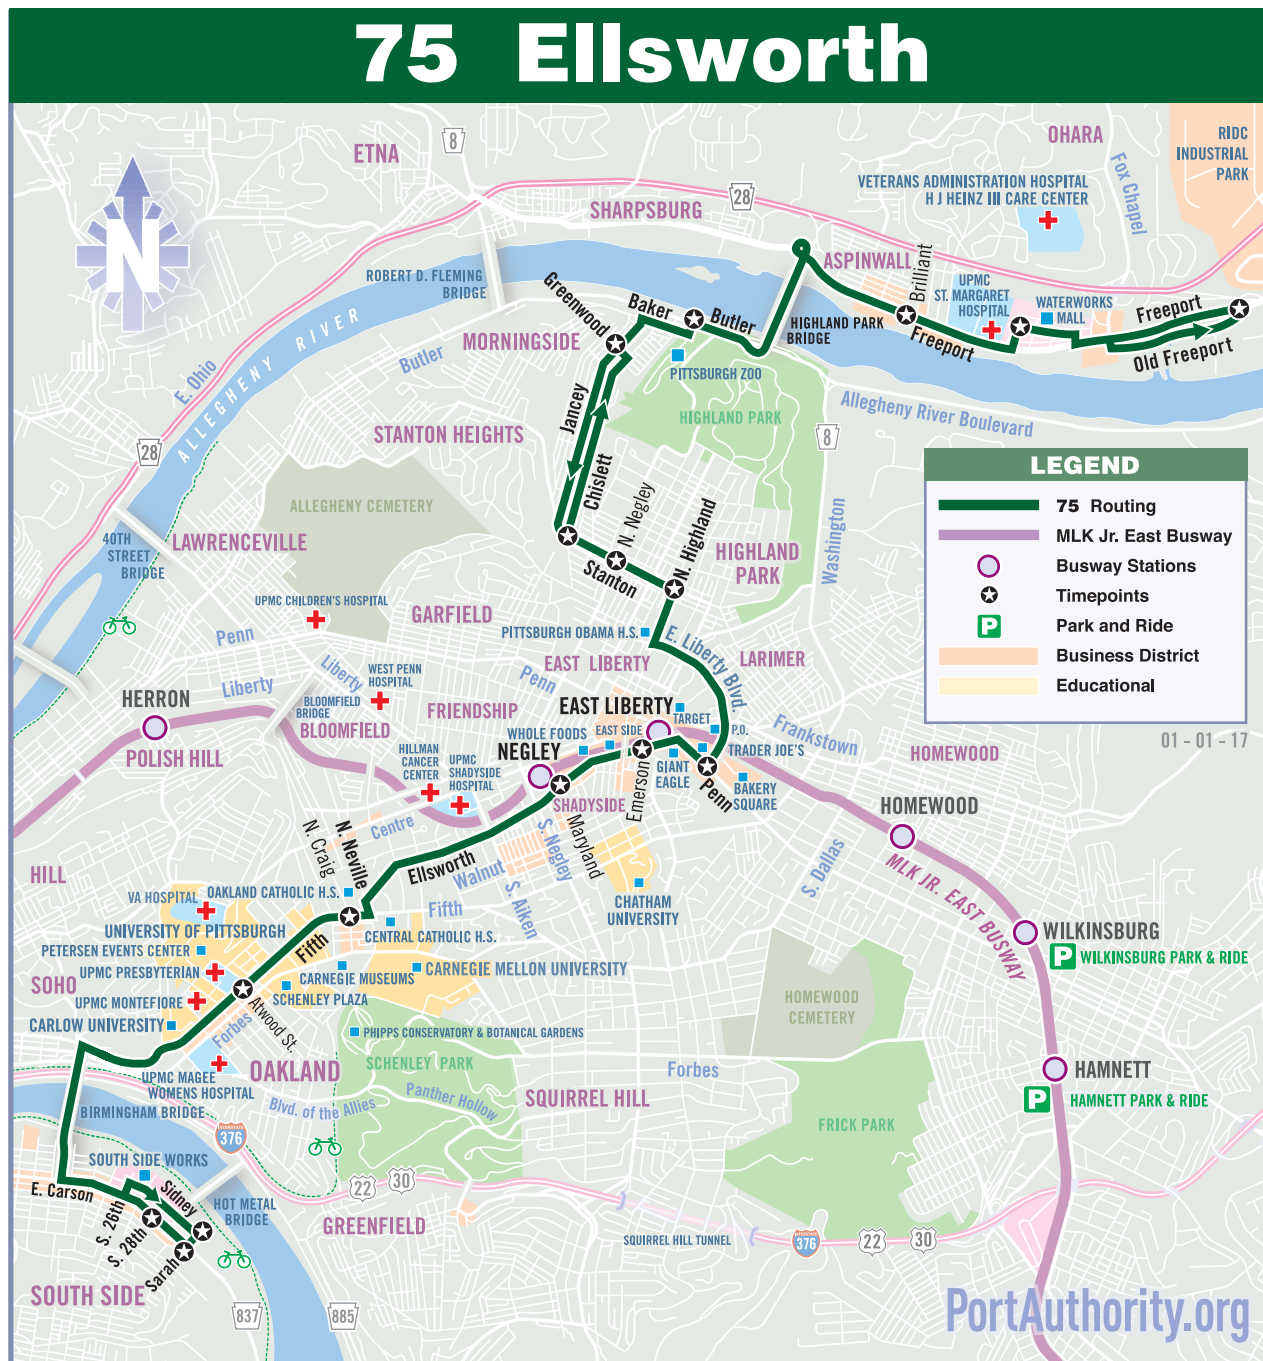 75 Ellsworth
ETNA
8
OHARA
RIDC
INDUSTRIAL
PARK
Fox Chapel
VETERANS ADMINISTRATION HOSPITAL
H J HEINZ III CARE CENTER
28
SHARPSBURG
N
ROBERT D. FLEMING
BRIDGE
ASPINWALL
Brilliant
UPMC
ST. MARGARET
HOSPITAL
WATERWORKS
MALL
Freeport
Old Freeport
Freeport
HIGHLAND PARK
BRIDGE
Greenwood
Baker
Butler
MORNINGSIDE
Butler
PITTSBURGH ZOO
HIGHLAND PARK
Allegheny River Boulevard
8
E. Ohio
ALLEGHENY RIVER
28
Jancey
STANTON HEIGHTS
Chislett
ALLEGHENY CEMETERY
LAWRENCEVILLE
40TH
STREET
BRIDGE
N. Negley
N. Highland
Stanton
HIGHLAND
PARK
Washington
LEGEND
75 Routing
MLK Jr. East Busway
Busway Stations
Timepoints
P
Park and Ride
Business District
Educational
01 - 01 - 17
UPMC CHILDREN'S HOSPITAL
GARFIELD
Penn
PITTSBURGH OBAMA H.S.
E. Liberty Blvd.
EAST LIBERTY
LARIMER
Liberty
Liberty
WEST PENN
HOSPITAL
Penn
HERRON
BLOOMFIELD
BRIDGE
BLOOMFIELD
FRIENDSHIP
EAST LIBERTY
TARGET
P.O.
Frankstown
POLISH HILL
WHOLE FOODS
EAST SIDE
NEGLEY
TRADER JOE'S
HOMEWOOD
HILLMAN
CANCER
CENTER
UPMC
SHADYSIDE
HOSPITAL
GIANT
EAGLE
BAKERY
SQUARE
Penn
SHADYSIDE
Emerson
HOMEWOOD
Centre
N. Craig
N. Neville
Ellsworth
Walnut
S. Negley
Maryland
S. Aiken
S. Dallas
MLK JR. EAST BUSWAY
HILL
VA HOSPITAL
OAKLAND CATHOLIC H.S.
CHATHAM
UNIVERSITY
Fifth
UNIVERSITY OF PITTSBURGH
CENTRAL CATHOLIC H.S.
PETERSEN EVENTS CENTER
Fifth
WILKINSBURG
P
WILKINSBURG PARK & RIDE
UPMC PRESBYTERIAN
CARNEGIE MUSEUMS
CARNEGIE MELLON UNIVERSITY
SOHO
SCHENLEY PLAZA
UPMC MONTEFIORE
HOMEWOOD
CEMETERY
CARLOW UNIVERSITY
Forbes
Atwood St.
PHIPPS CONSERVATORY & BOTANICAL GARDENS
OAKLAND
SCHENLEY PARK
Forbes
HAMNETT
UPMC MAGEE
WOMENS HOSPITAL
Panther Hollow
Blvd. of the Allies
SQUIRREL HILL
P
HAMNETT PARK & RIDE
BIRMINGHAM BRIDGE
FRICK PARK
INTERSTATE
376
SOUTH SIDE WORKS
E. Carson
Sidney
22
30
S. 26th
HOT METAL
BRIDGE
GREENFIELD
S. 28th
Sarah
SQUIRREL HILL TUNNEL
INTERSTATE
376
22
30
SOUTH SIDE
837
885
PortAuthority.org